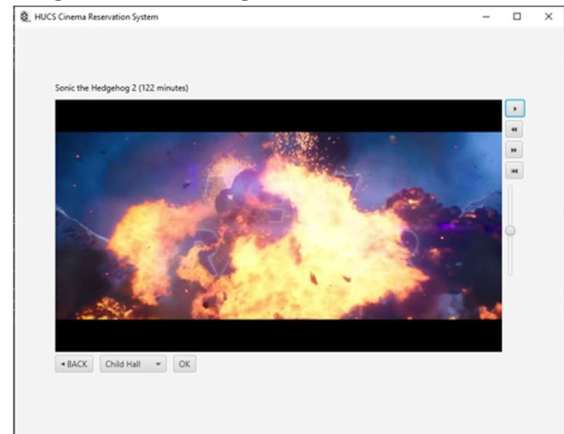 HUCS Cinema Reservation System
Sonic the Hedgehog 2 (122 minutes)
◂ BACK
Child Hall
OK